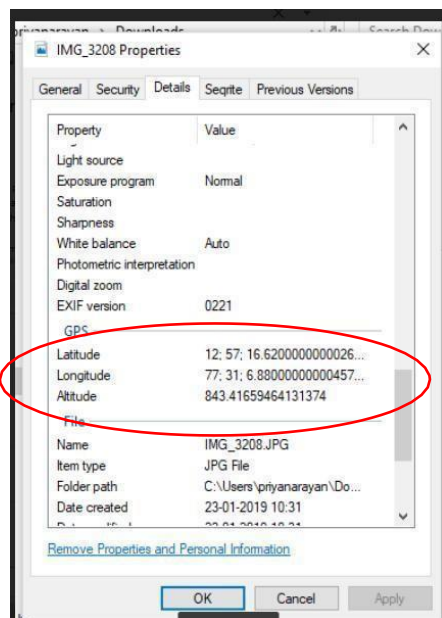 priyanarayan > Downloads
Search Dow
IMG_3208 Properties
General Security Details Seqrite Previous Versions
Property Value
Light source
Exposure program Normal
Saturation
Sharpness
White balance Auto
Photometric interpretation
Digital zoom
EXIF version 0221
GPS
Latitude 12; 57; 16.6200000000026...
Longitude 77; 31; 6.88000000000457...
Altitude 843.41659464131374
File
Name IMG_3208.JPG
Item type JPG File
Folder path C:\Users\priyanarayan\Do...
Date created 23-01-2019 10:31
Remove Properties and Personal Information
OK Cancel Apply